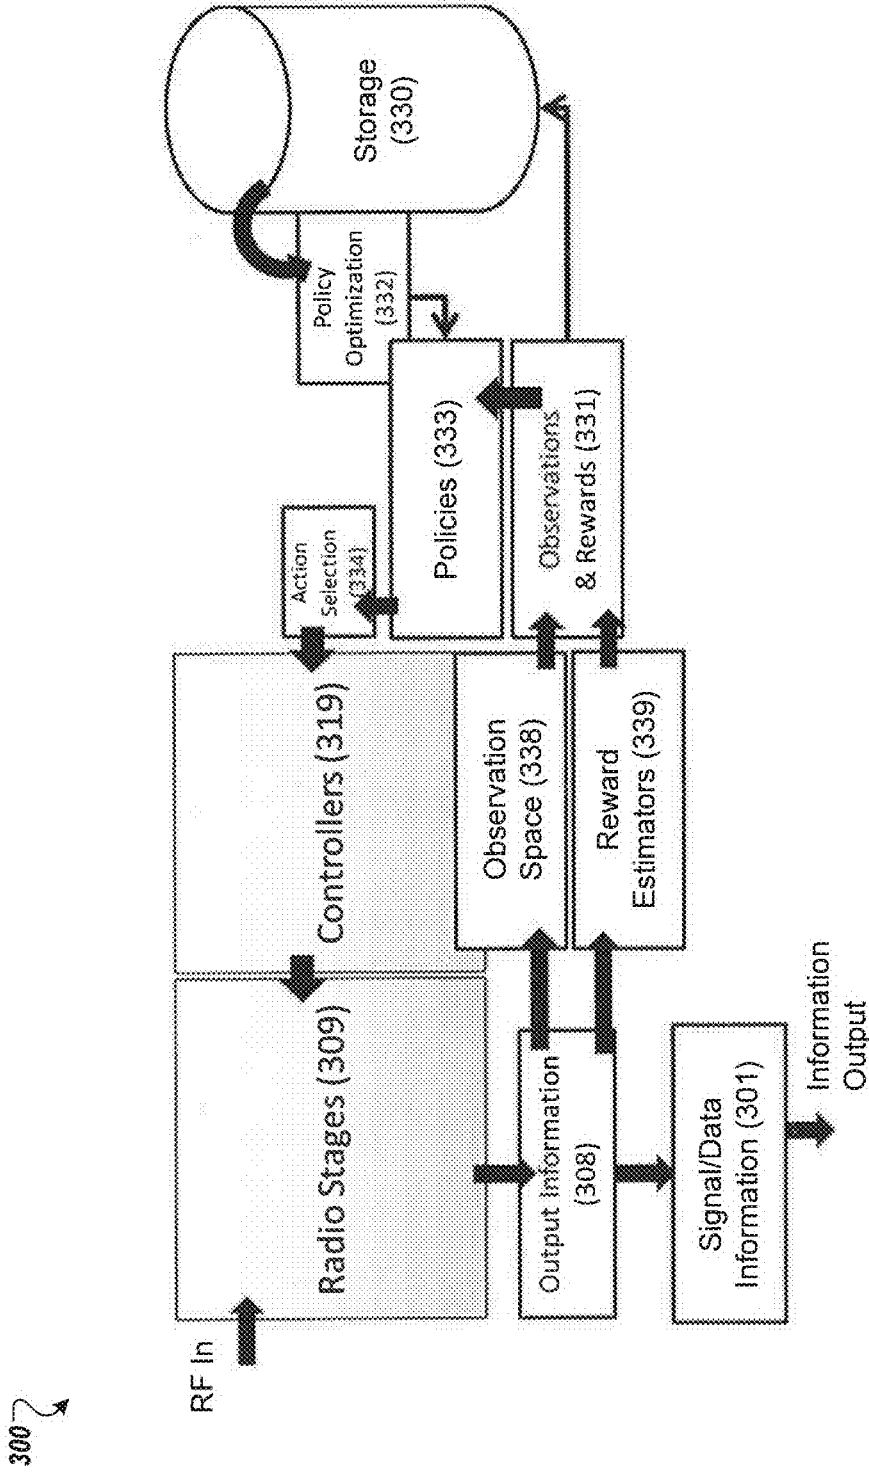 300
RF In
Radio Stages (309)
Controllers (319)
Action
Selection
(334)
Policy
Optimization
(332)
Storage
(330)
Policies (333)
Observations
& Rewards (331)
Observation
Space (338)
Reward
Estimators (339)
Output Information
(308)
Signal/Data
Information (301)
Information
Output